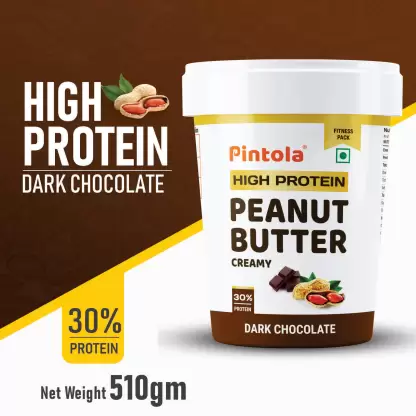 HIGH
PROTEIN
DARK CHOCOLATE
30%
PROTEIN
Net Weight 510gm
FITNESS
PACK
Pintola®
HIGH PROTEIN
PEANUT
BUTTER
CREAMY
30%
PROTEIN
DARK CHOCOLATE